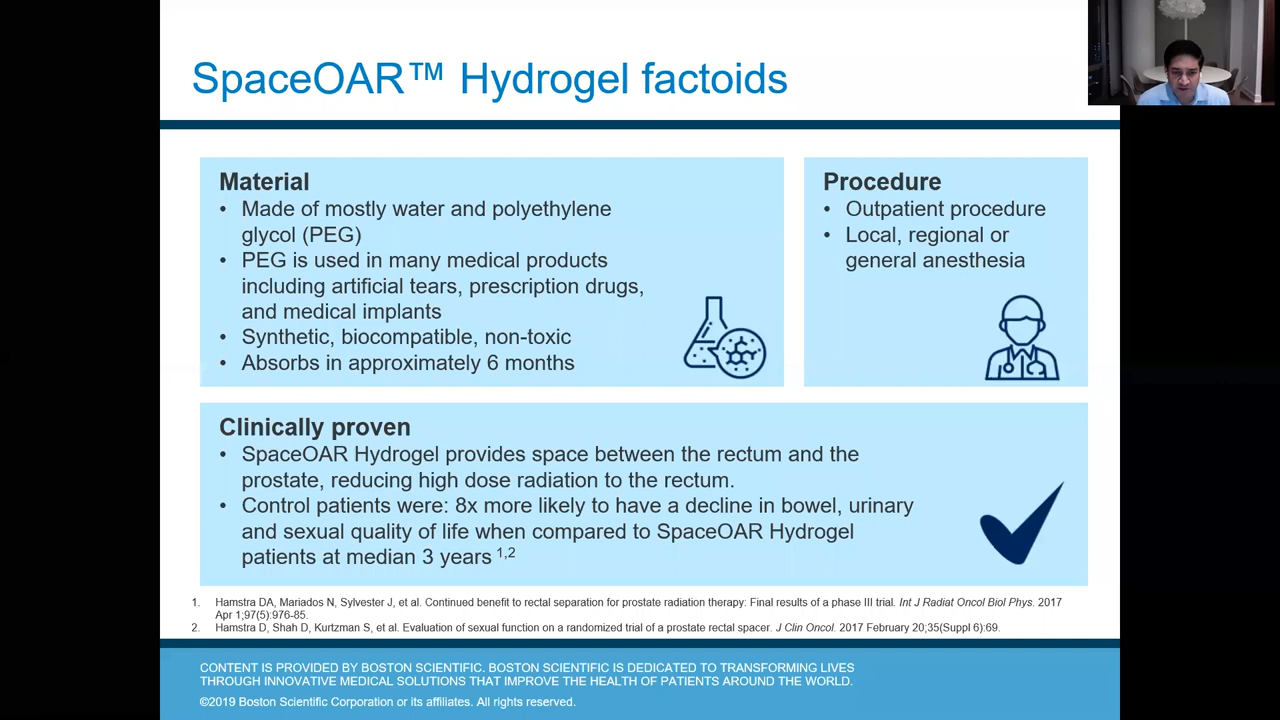 SpaceOAR™ Hydrogel factoids
Material
• Made of mostly water and polyethylene
glycol (PEG)
• PEG is used in many medical products
including artificial tears, prescription drugs,
and medical implants
• Synthetic, biocompatible, non-toxic
• Absorbs in approximately 6 months
Procedure
• Outpatient procedure
• Local, regional or
general anesthesia
Clinically proven
• SpaceOAR Hydrogel provides space between the rectum and the
prostate, reducing high dose radiation to the rectum.
• Control patients were: 8x more likely to have a decline in bowel, urinary
and sexual quality of life when compared to SpaceOAR Hydrogel
patients at median 3 years 1,2
1. Hamstra DA, Mariados N, Sylvester J, et al. Continued benefit to rectal separation for prostate radiation therapy: Final results of a phase III trial. Int J Radiat Oncol Biol Phys. 2017
Apr 1;97(5):976-85.
2. Hamstra D, Shah D, Kurtzman S, et al. Evaluation of sexual function on a randomized trial of a prostate rectal spacer. J Clin Oncol. 2017 February 20;35(Suppl 6):69.
CONTENT IS PROVIDED BY BOSTON SCIENTIFIC. BOSTON SCIENTIFIC IS DEDICATED TO TRANSFORMING LIVES
THROUGH INNOVATIVE MEDICAL SOLUTIONS THAT IMPROVE THE HEALTH OF PATIENTS AROUND THE WORLD.
©2019 Boston Scientific Corporation or its affiliates. All rights reserved.